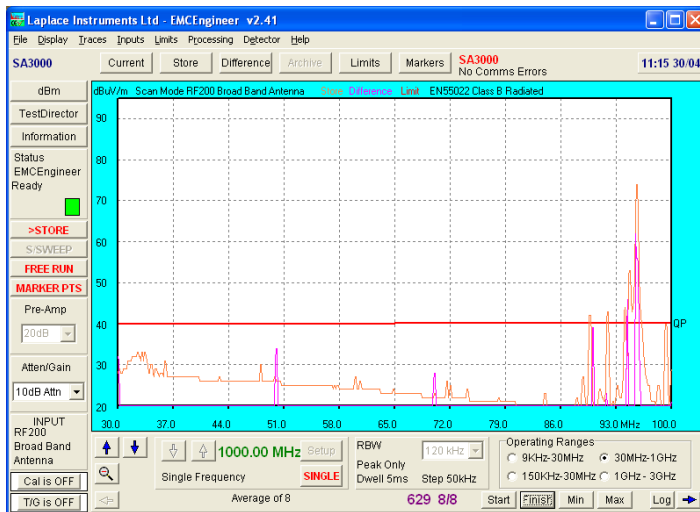 Laplace Instruments Ltd - EMCEngineer v2.41
File Display Traces Inputs Limits Processing Detector Help
SA3000 Current Store Difference Archive Limits Markers SA3000 No Comms Errors 11:15 30/04
dBm
TestDirector
Information
Status
EMCEngineer
Ready
>STORE
S/SWEEP
FREE RUN
MARKER PTS
Pre-Amp
20dB
Atten/Gain
10dB Attn
INPUT
RF200
Broad Band
Antenna
Cal is OFF
T/G is OFF
dBuV/m Scan Mode RF200 Broad Band Antenna Store Difference Limit EN55022 Class B Radiated
90
80
70
60
50
40 QP
30
20
30.0 37.0 44.0 51.0 58.0 65.0 72.0 79.0 86.0 93.0 MHz 100.0
1000.00 MHz Setup
Single Frequency SINGLE
RBW 120 kHz
Peak Only
Dwell 5ms Step 50kHz
Operating Ranges
9KHz-30MHz 30MHz-1GHz
150KHz-30MHz 1GHz - 3GHz
Average of 8 629 8/8 Start Finish Min Max Log